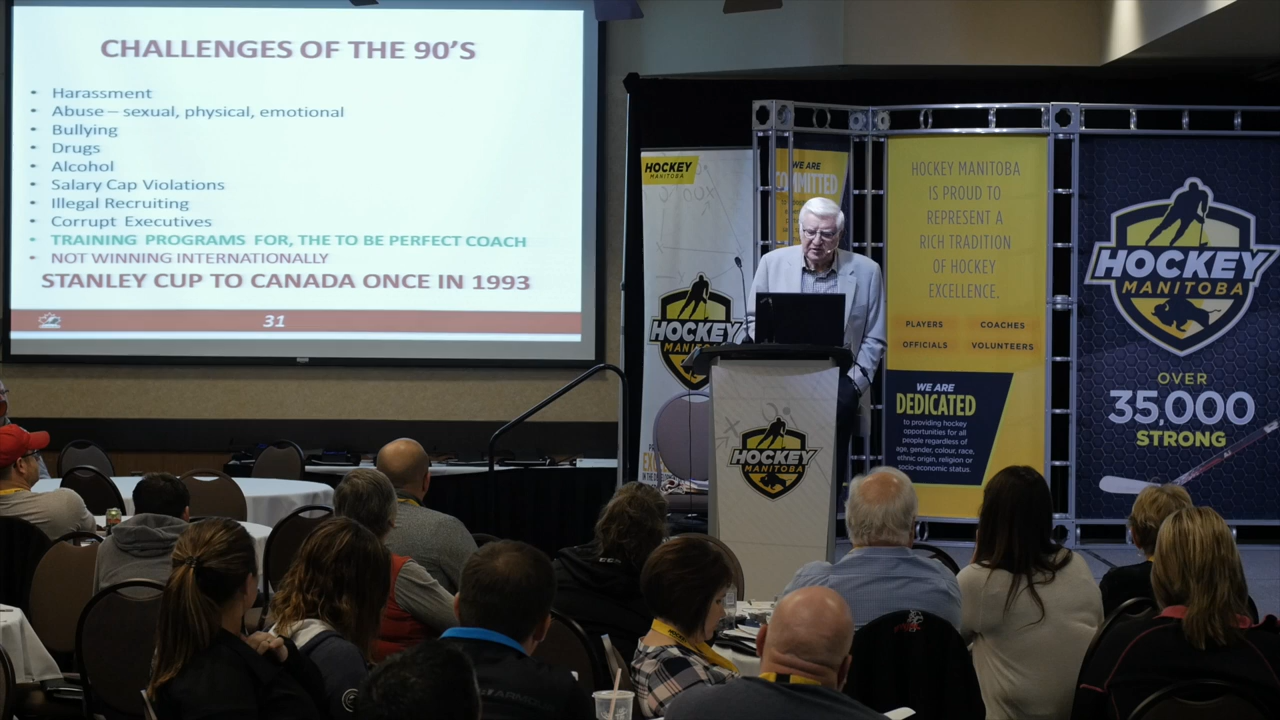 CHALLENGES OF THE 90'S
• Harassment
• Abuse – sexual, physical, emotional
• Bullying
• Drugs
• Alcohol
• Salary Cap Violations
• Illegal Recruiting
• Corrupt Executives
• TRAINING PROGRAMS FOR, THE TO BE PERFECT COACH
• NOT WINNING INTERNATIONALLY
STANLEY CUP TO CANADA ONCE IN 1993
31
HOCKEY
MANITOBA
HOCKEY
WE ARE
COMMITTED
HOCKEY
MANITOBA
HOCKEY MANITOBA
IS PROUD TO
REPRESENT A
RICH TRADITION
OF HOCKEY
EXCELLENCE.
PLAYERS COACHES
OFFICIALS VOLUNTEERS
WE ARE
DEDICATED
to providing hockey
opportunities for all
people regardless of
age, gender, colour, race,
ethnic origin, religion or
socio-economic status.
HOCKEY
MANITOBA
OVER
35,000
STRONG